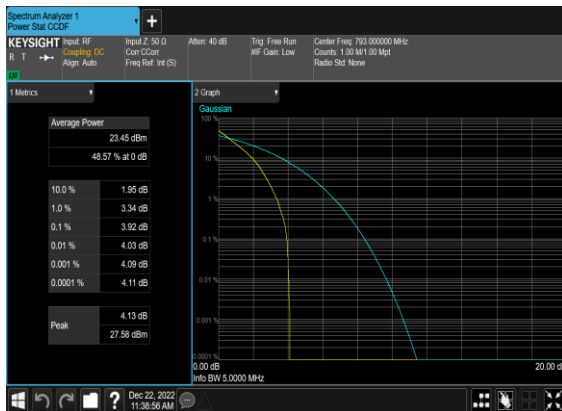 Spectrum Analyzer 1
Power Stat CCDF
KEYSIGHT
R T
Input: RF
Coupling: DC
Align: Auto
Input Z: 50 Ω
Corr CCorr
Freq Ref: Int (S)
Atten: 40 dB
Trig: Free Run
#IF Gain: Low
Center Freq: 793.000000 MHz
Counts: 1.00 M/1.00 Mpt
Radio Std: None
1 Metrics
Average Power
23.45 dBm
48.57 % at 0 dB
10.0 % 1.95 dB
1.0 % 3.34 dB
0.1 % 3.92 dB
0.01 % 4.03 dB
0.001 % 4.09 dB
0.0001 % 4.11 dB
Peak
4.13 dB
27.58 dBm
2 Graph
Gaussian
100 %
10 %
1 %
0.1 %
0.01 %
0.001 %
0.0001 %
0.00 dB
20.00 d
Info BW 5.0000 MHz
?
Dec 22, 2022
11:38:56 AM